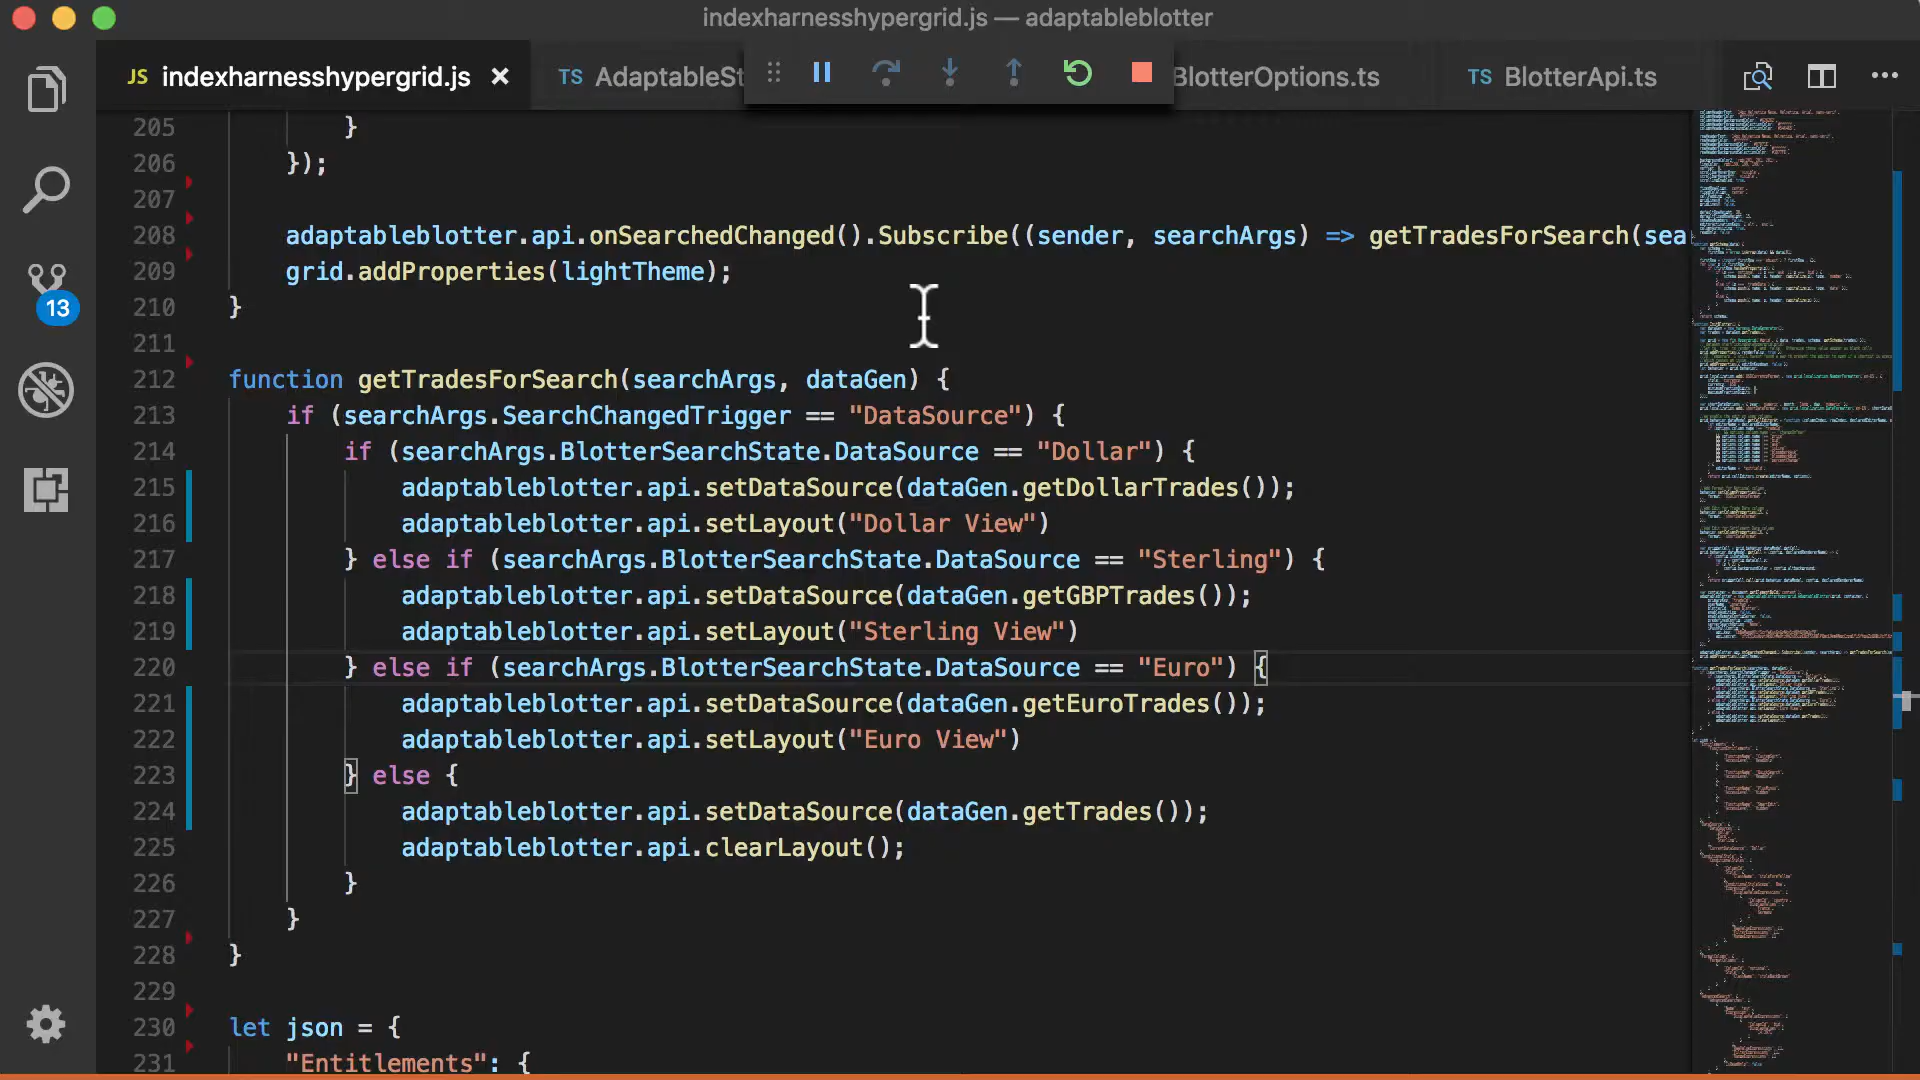 indexharnesshypergrid.js — adaptableblotter
JS indexharnesshypergrid.js × TS AdaptableSt BlotterOptions.ts TS BlotterApi.ts
205 }
206 });
207
208 adaptableblotter.api.onSearchedChanged().Subscribe((sender, searchArgs) => getTradesForSearch(sea
209 grid.addProperties(lightTheme);
210 }
211
212 function getTradesForSearch(searchArgs, dataGen) {
213 if (searchArgs.SearchChangedTrigger == "DataSource") {
214 if (searchArgs.BlotterSearchState.DataSource == "Dollar") {
215 adaptableblotter.api.setDataSource(dataGen.getDollarTrades());
216 adaptableblotter.api.setLayout("Dollar View")
217 } else if (searchArgs.BlotterSearchState.DataSource == "Sterling") {
218 adaptableblotter.api.setDataSource(dataGen.getGBPTrades());
219 adaptableblotter.api.setLayout("Sterling View")
220 } else if (searchArgs.BlotterSearchState.DataSource == "Euro") {
221 adaptableblotter.api.setDataSource(dataGen.getEuroTrades());
222 adaptableblotter.api.setLayout("Euro View")
223 } else {
224 adaptableblotter.api.setDataSource(dataGen.getTrades());
225 adaptableblotter.api.clearLayout();
226 }
227 }
228 }
229
230 let json = {
231 "Entitlements": {
13